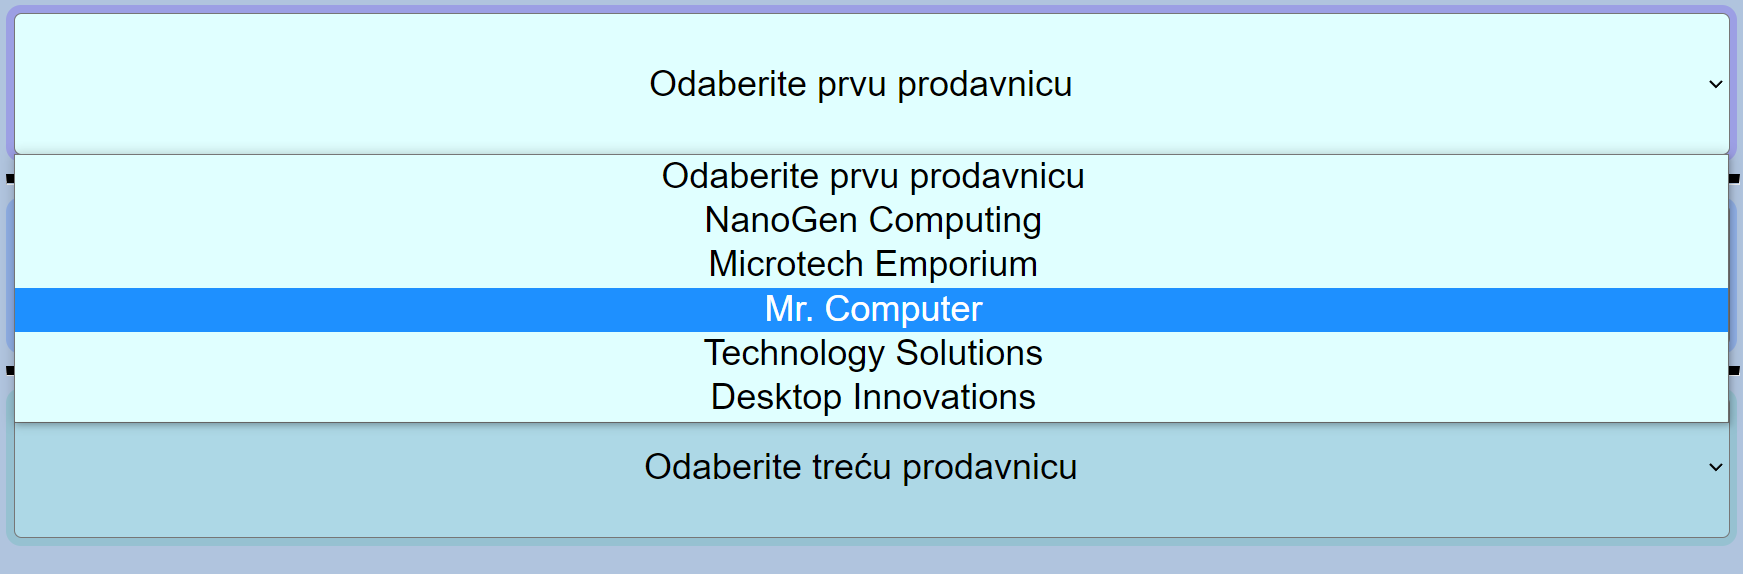 Odaberite prvu prodavnicu
Odaberite prvu prodavnicu
NanoGen Computing
Microtech Emporium
Mr. Computer
Technology Solutions
Desktop Innovations
Odaberite treću prodavnicu